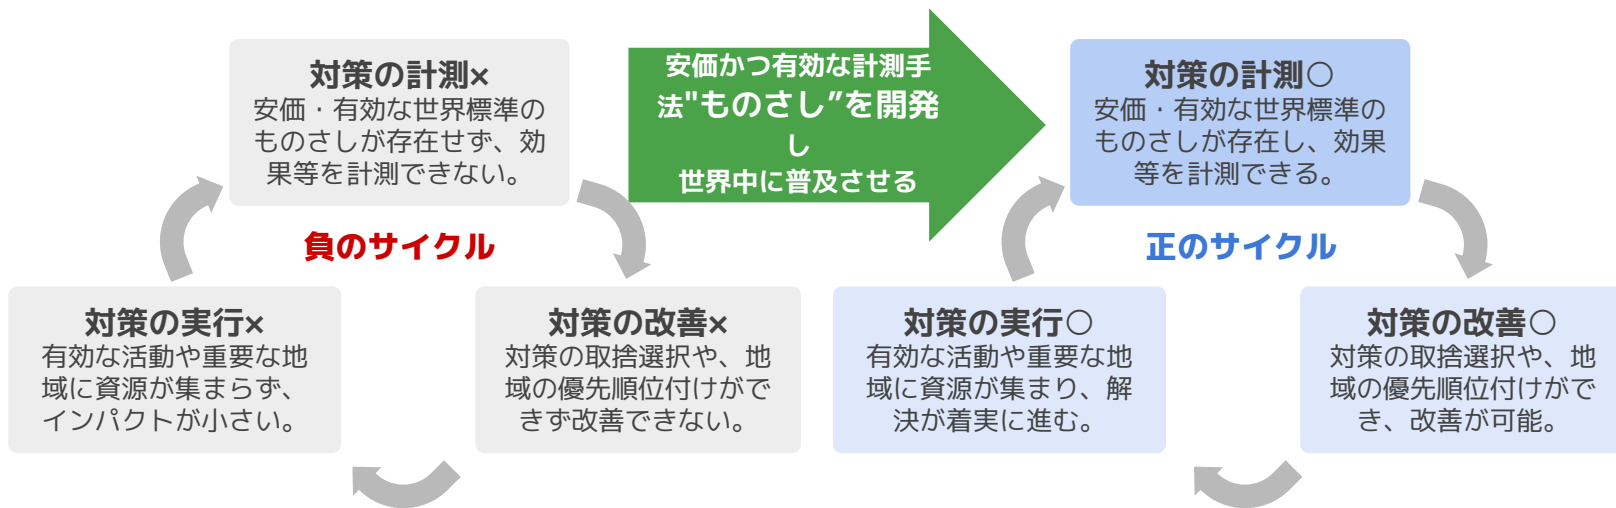 対策の計測×
安価・有効な世界標準の
ものさしが存在せず、効
果等を計測できない。
負のサイクル
対策の実行×
有効な活動や重要な地
域に資源が集まらず、
インパクトが小さい。
対策の改善×
対策の取捨選択や、地
域の優先順位付けがで
きず改善できない。
安価かつ有効な計測手
法"ものさし”を開発
し
世界中に普及させる
対策の計測○
安価・有効な世界標準の
ものさしが存在し、効果
等を計測できる。
正のサイクル
対策の実行○
有効な活動や重要な地
域に資源が集まり、解
決が着実に進む。
対策の改善○
対策の取捨選択や、地
域の優先順位付けがで
き、改善が可能。